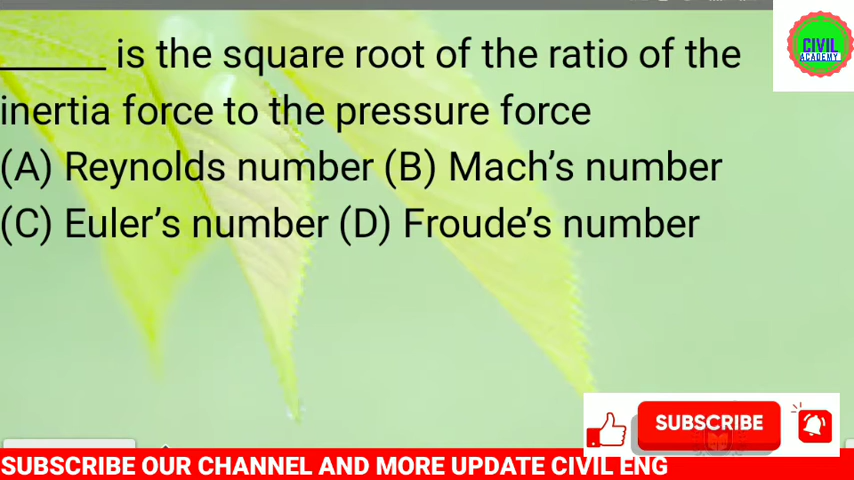 ______ is the square root of the ratio of the
inertia force to the pressure force
(A) Reynolds number (B) Mach’s number
(C) Euler’s number (D) Froude’s number
CIVIL
ACADEMY
SUBSCRIBE
SUBSCRIBE OUR CHANNEL AND MORE UPDATE CIVIL ENG